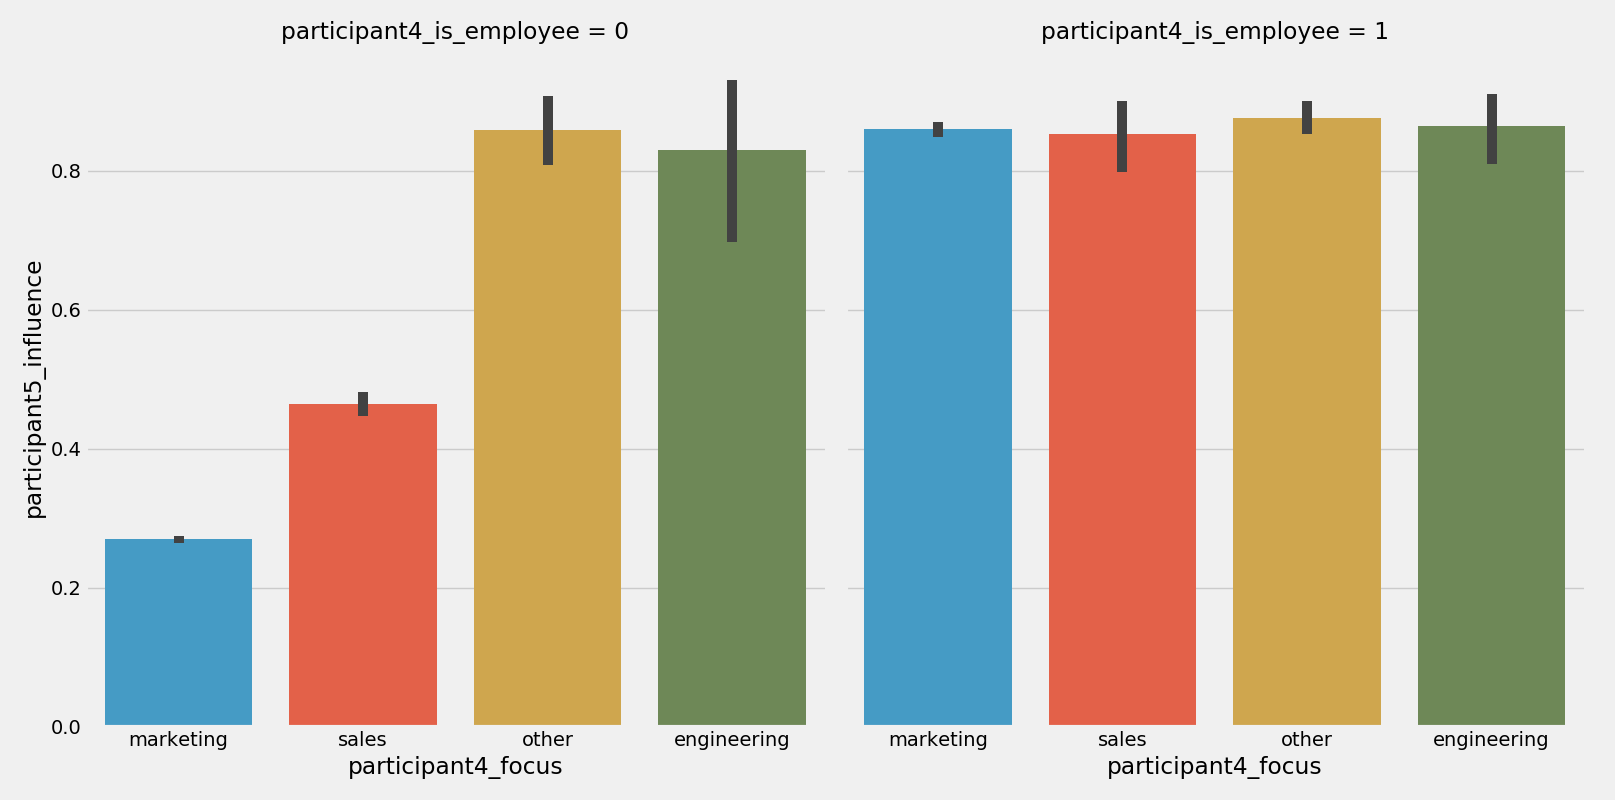 participant4_is_employee = 0
participant4_is_employee = 1
participant5_influence
0.8
0.6
0.4
0.2
0.0
marketing sales other engineering
marketing sales other engineering
participant4_focus
participant4_focus